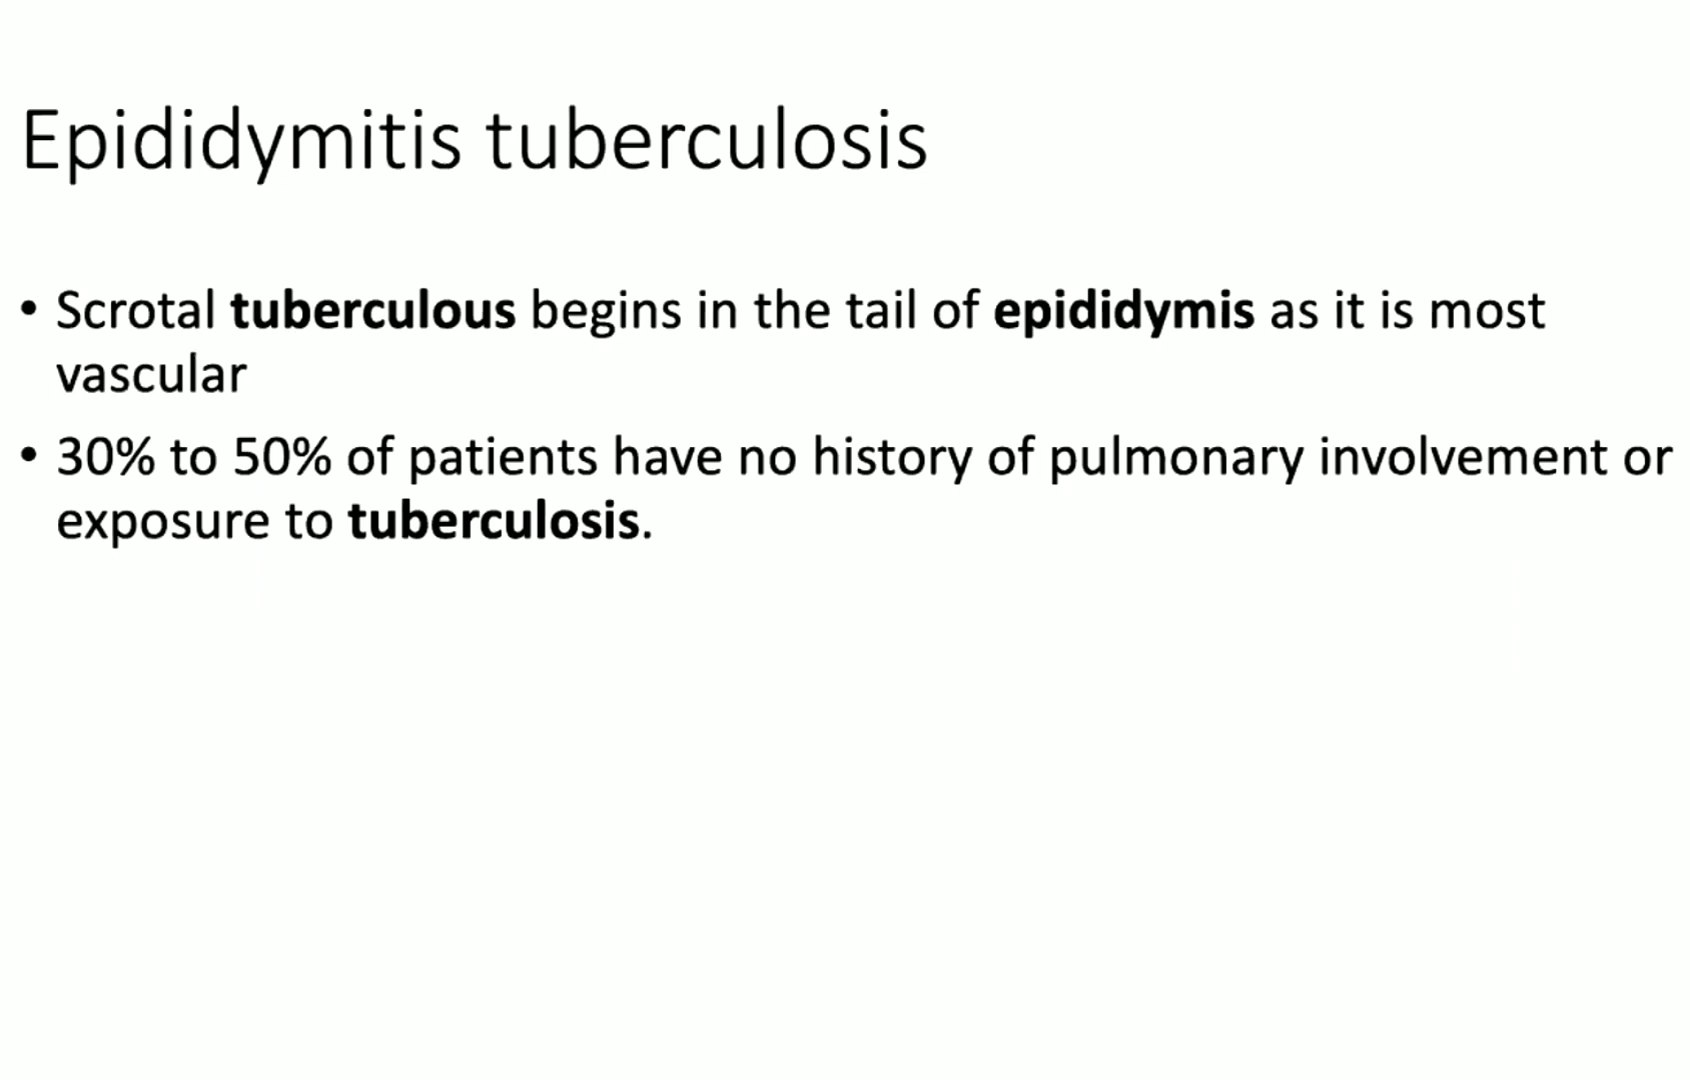 Epididymitis tuberculosis
• Scrotal tuberculous begins in the tail of epididymis as it is most
vascular
• 30% to 50% of patients have no history of pulmonary involvement or
exposure to tuberculosis.